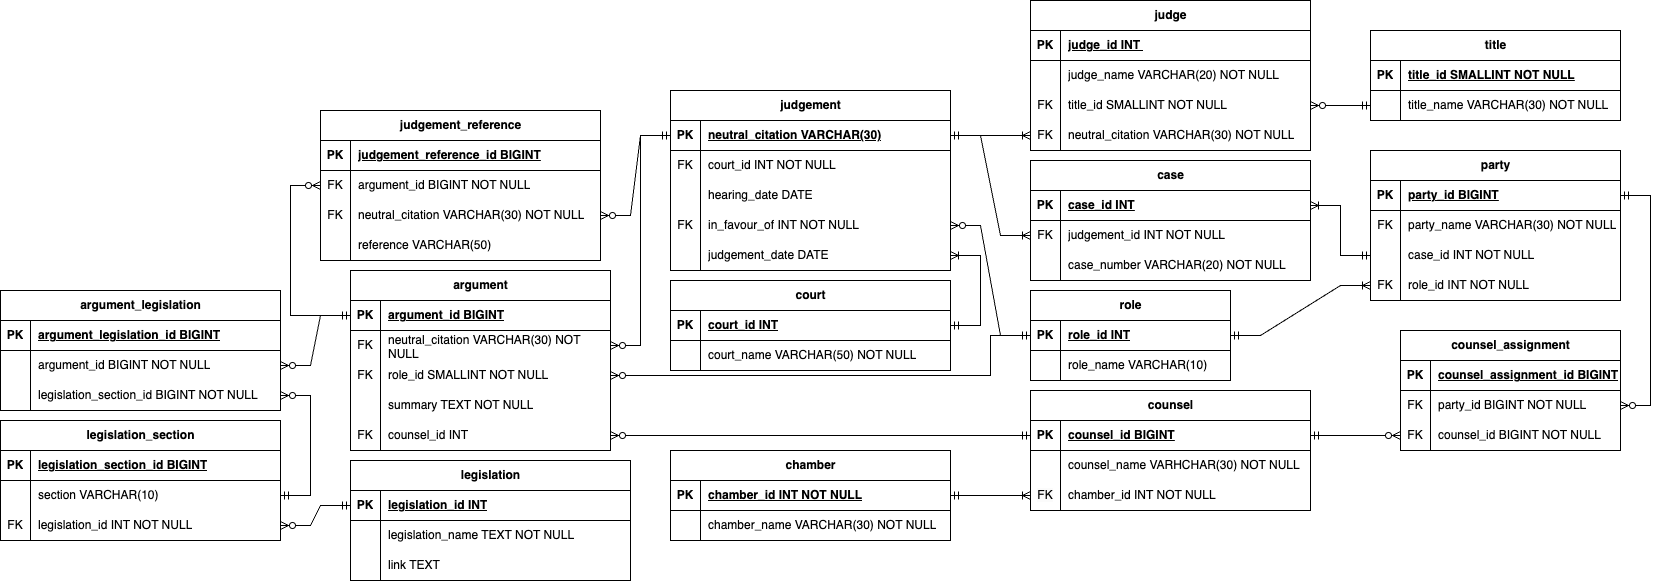 judge
PK judge_id INT
judge_name VARCHAR(20) NOT NULL
FK title_id SMALLINT NOT NULL
FK neutral_citation VARCHAR(30) NOT NULL
title
PK title_id SMALLINT NOT NULL
title_name VARCHAR(30) NOT NULL
judgement
PK neutral_citation VARCHAR(30)
FK court_id INT NOT NULL
hearing_date DATE
FK in_favour_of INT NOT NULL
judgement_date DATE
judgement_reference
PK judgement_reference_id BIGINT
FK argument_id BIGINT NOT NULL
FK neutral_citation VARCHAR(30) NOT NULL
reference VARCHAR(50)
case
PK case_id INT
FK judgement_id INT NOT NULL
case_number VARCHAR(20) NOT NULL
party
PK party_id BIGINT
FK party_name VARCHAR(30) NOT NULL
case_id INT NOT NULL
FK role_id INT NOT NULL
argument
PK argument_id BIGINT
FK neutral_citation VARCHAR(30) NOT
NULL
FK role_id SMALLINT NOT NULL
summary TEXT NOT NULL
FK counsel_id INT
court
PK court_id INT
court_name VARCHAR(50) NOT NULL
role
PK role_id INT
role_name VARCHAR(10)
argument_legislation
PK argument_legislation_id BIGINT
argument_id BIGINT NOT NULL
legislation_section_id BIGINT NOT NULL
counsel_assignment
PK counsel_assignment_id BIGINT
FK party_id BIGINT NOT NULL
FK counsel_id BIGINT NOT NULL
counsel
PK counsel_id BIGINT
counsel_name VARHCHAR(30) NOT NULL
FK chamber_id INT NOT NULL
legislation_section
PK legislation_section_id BIGINT
section VARCHAR(10)
FK legislation_id INT NOT NULL
legislation
PK legislation_id INT
legislation_name TEXT NOT NULL
link TEXT
chamber
PK chamber_id INT NOT NULL
chamber_name VARCHAR(30) NOT NULL